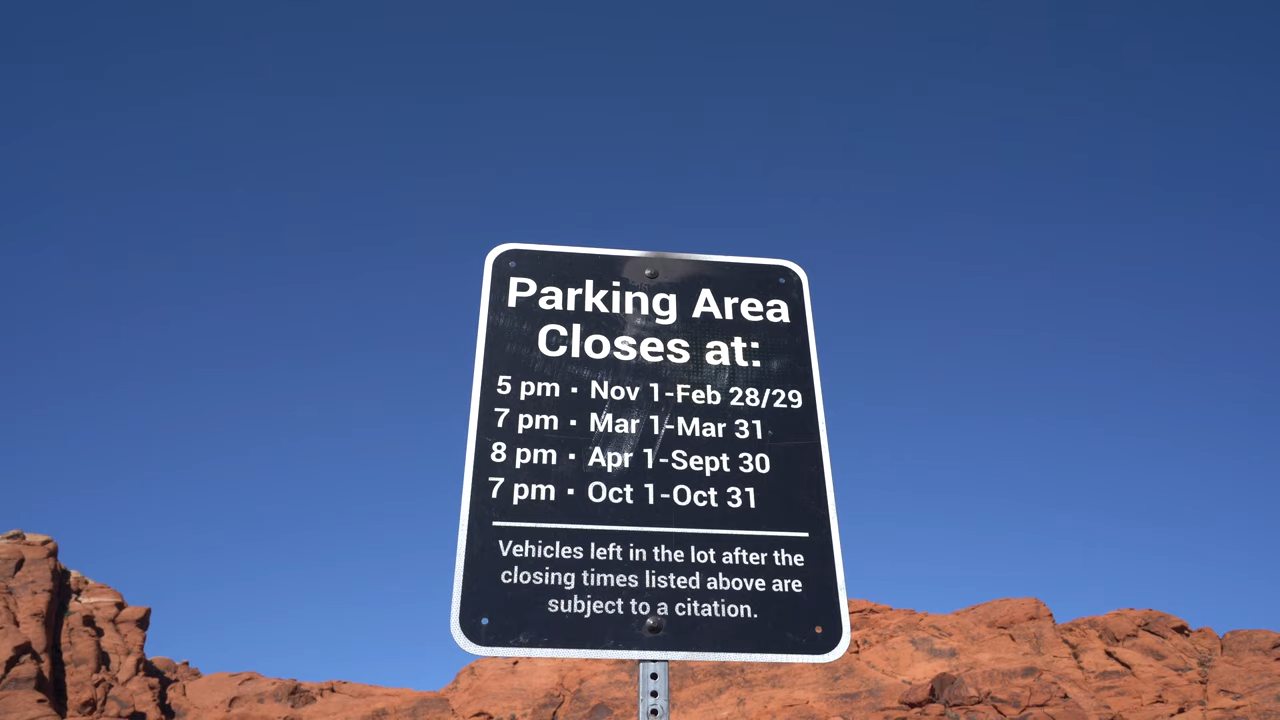 Parking Area
Closes at:
5 pm ▪ Nov 1-Feb 28/29
7 pm ▪ Mar 1-Mar 31
8 pm ▪ Apr 1-Sept 30
7 pm ▪ Oct 1-Oct 31
Vehicles left in the lot after the
closing times listed above are
subject to a citation.